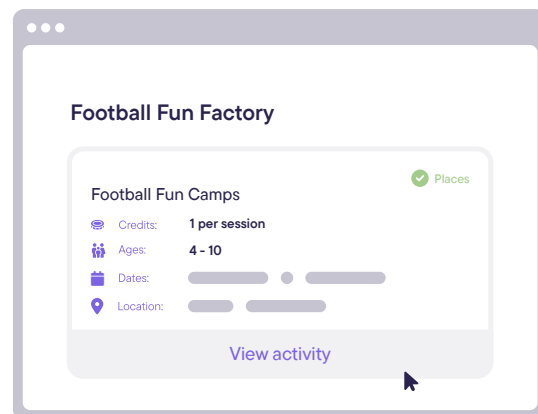 Football Fun Factory
Places
Football Fun Camps
Credits: 1 per session
Ages: 4 - 10
Dates:
Location:
View activity